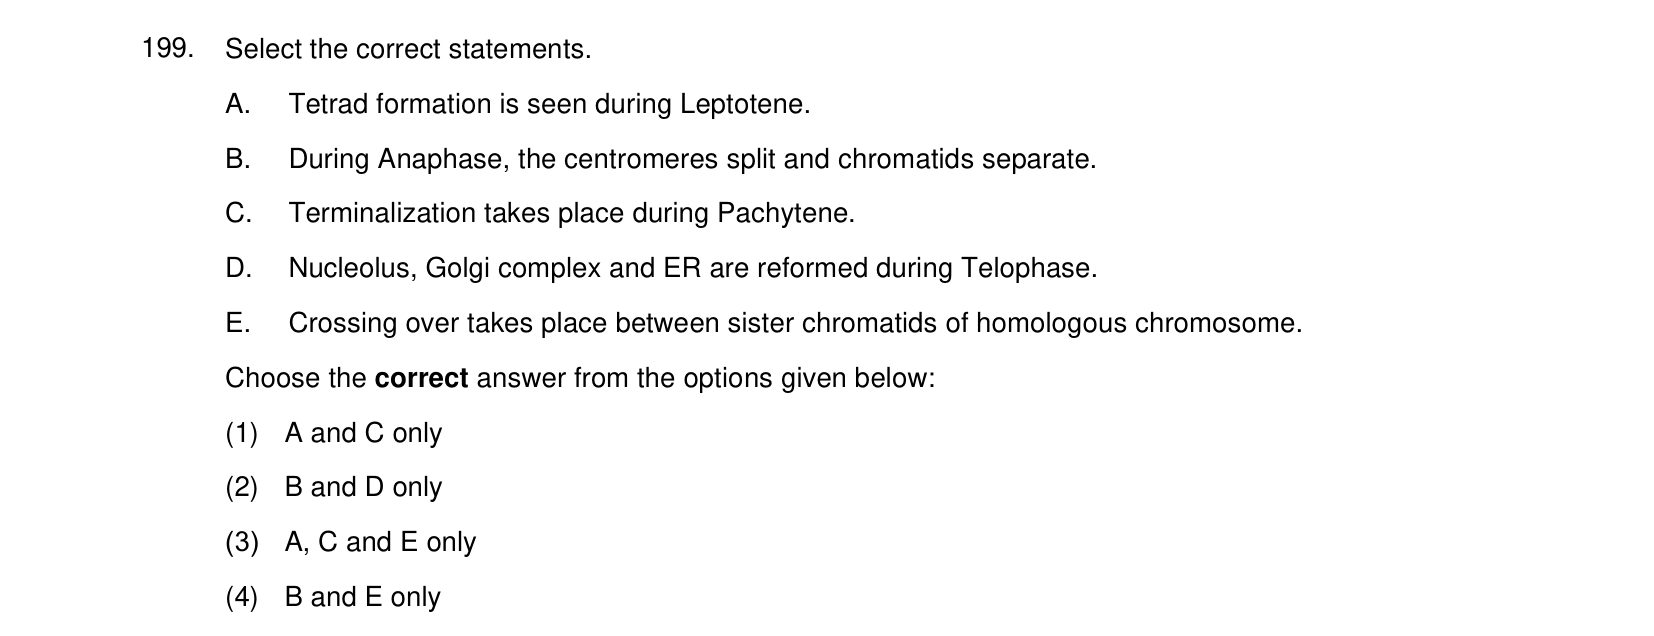 199. Select the correct statements.
A. Tetrad formation is seen during Leptotene.
B. During Anaphase, the centromeres split and chromatids separate.
C. Terminalization takes place during Pachytene.
D. Nucleolus, Golgi complex and ER are reformed during Telophase.
E. Crossing over takes place between sister chromatids of homologous chromosome.
Choose the correct answer from the options given below:
(1) A and C only
(2) B and D only
(3) A, C and E only
(4) B and E only